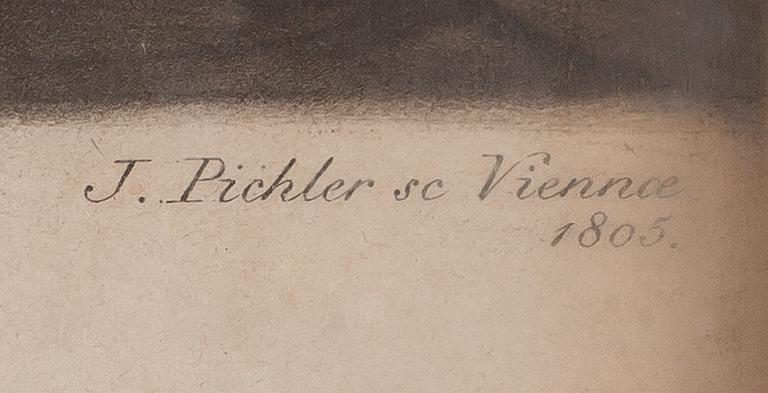 J. Pichler sc Viennæ
1805.